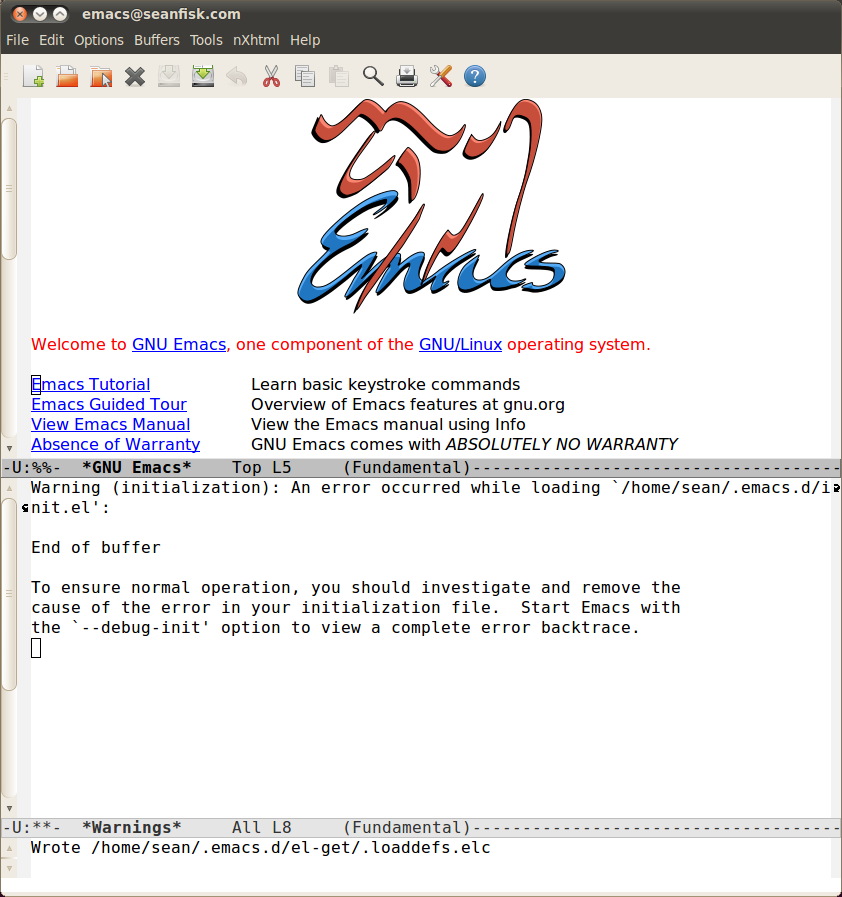 emacs@seanfisk.com
File Edit Options Buffers Tools nXhtml Help
Emacs
Welcome to GNU Emacs, one component of the GNU/Linux operating system.
Emacs Tutorial Learn basic keystroke commands
Emacs Guided Tour Overview of Emacs features at gnu.org
View Emacs Manual View the Emacs manual using Info
Absence of Warranty GNU Emacs comes with ABSOLUTELY NO WARRANTY
-U:%%-  *GNU Emacs*    Top L5     (Fundamental)-------------------------------------
Warning (initialization): An error occurred while loading `/home/sean/.emacs.d/i
nit.el':
End of buffer
To ensure normal operation, you should investigate and remove the
cause of the error in your initialization file.  Start Emacs with
the `--debug-init' option to view a complete error backtrace.
-U:**-  *Warnings*     All L8     (Fundamental)-------------------------------------
Wrote /home/sean/.emacs.d/el-get/.loaddefs.elc